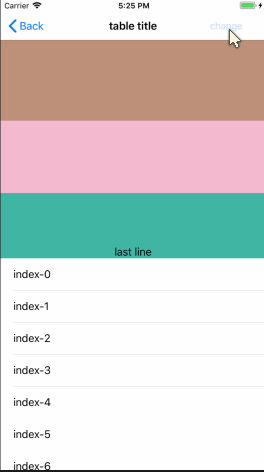 Carrier 5:25 PM
Back table title change
last line
index-0
index-1
index-2
index-3
index-4
index-5
index-6